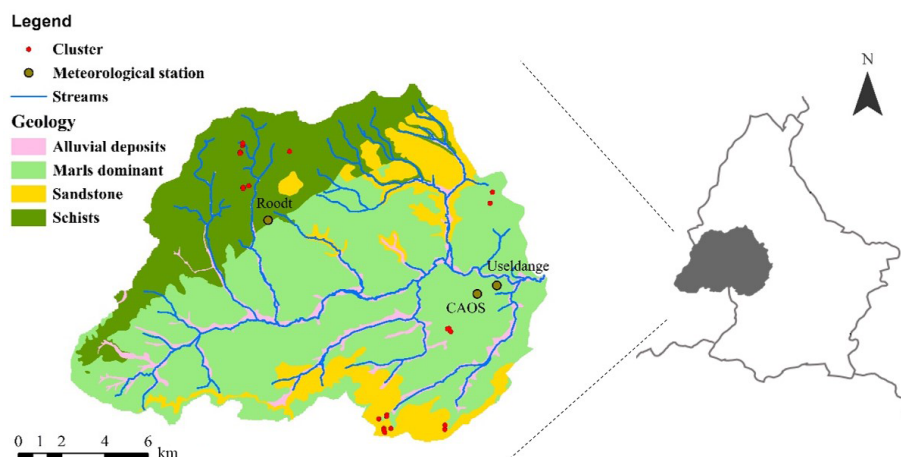 Legend
Cluster
Meteorological station
Streams
Geology
Alluvial deposits
Marls dominant
Sandstone
Schists
Roodt
Useldange
CAOS
N
0 1 2 4 6
km